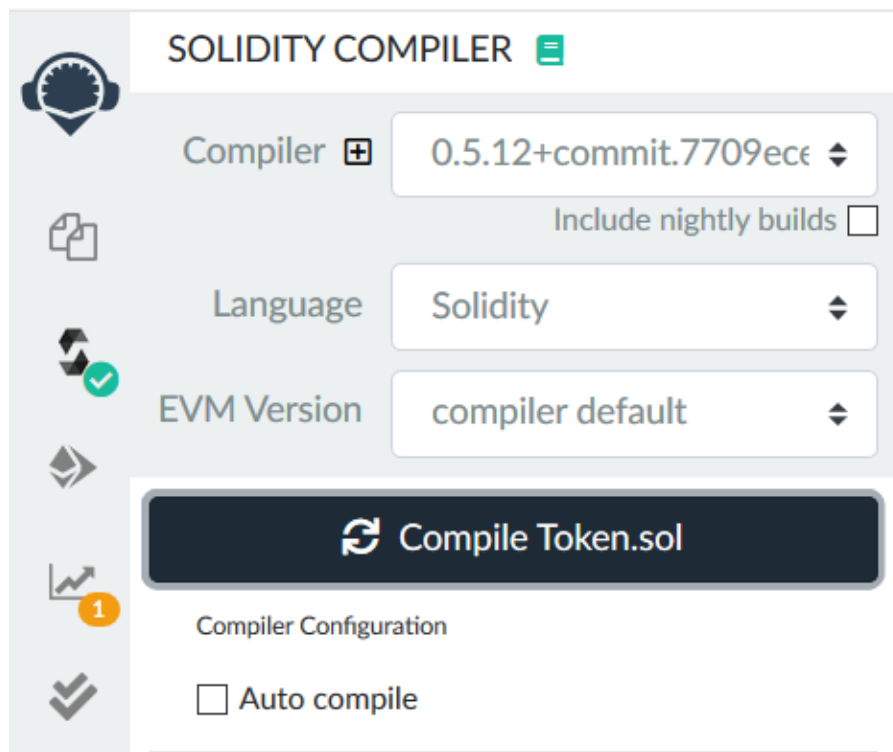 SOLIDITY COMPILER
Compiler
0.5.12+commit.7709ece
Include nightly builds
Language
Solidity
EVM Version
compiler default
Compile Token.sol
1
Compiler Configuration
Auto compile